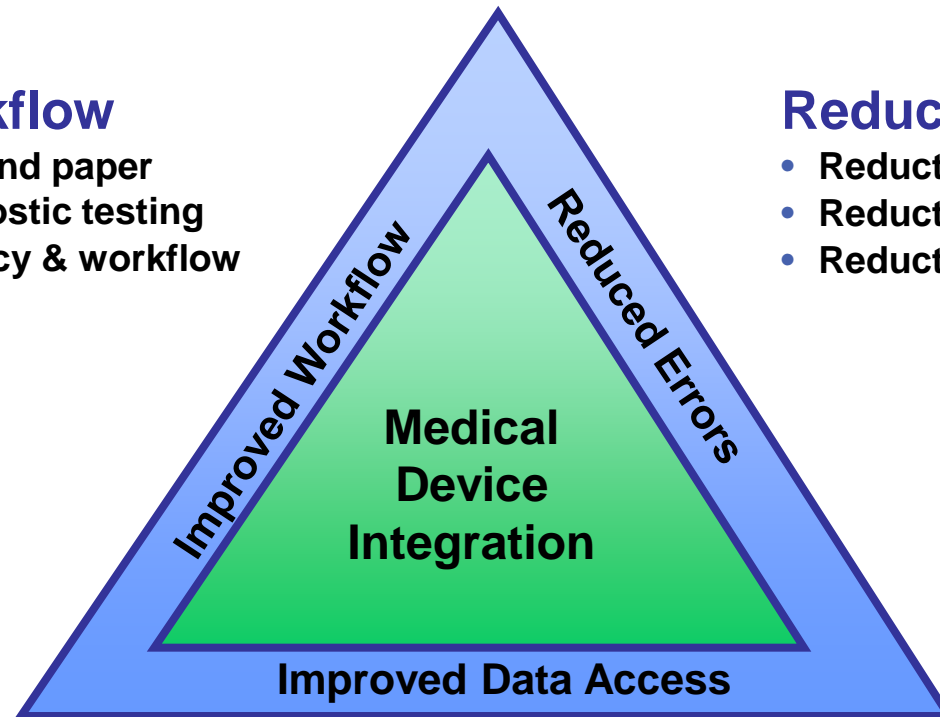 kflow
nd paper
ostic testing
cy & workflow
Reduc
• Reduct
• Reduct
• Reduct
Improved Workflow
Reduced Errors
Medical
Device
Integration
Improved Data Access